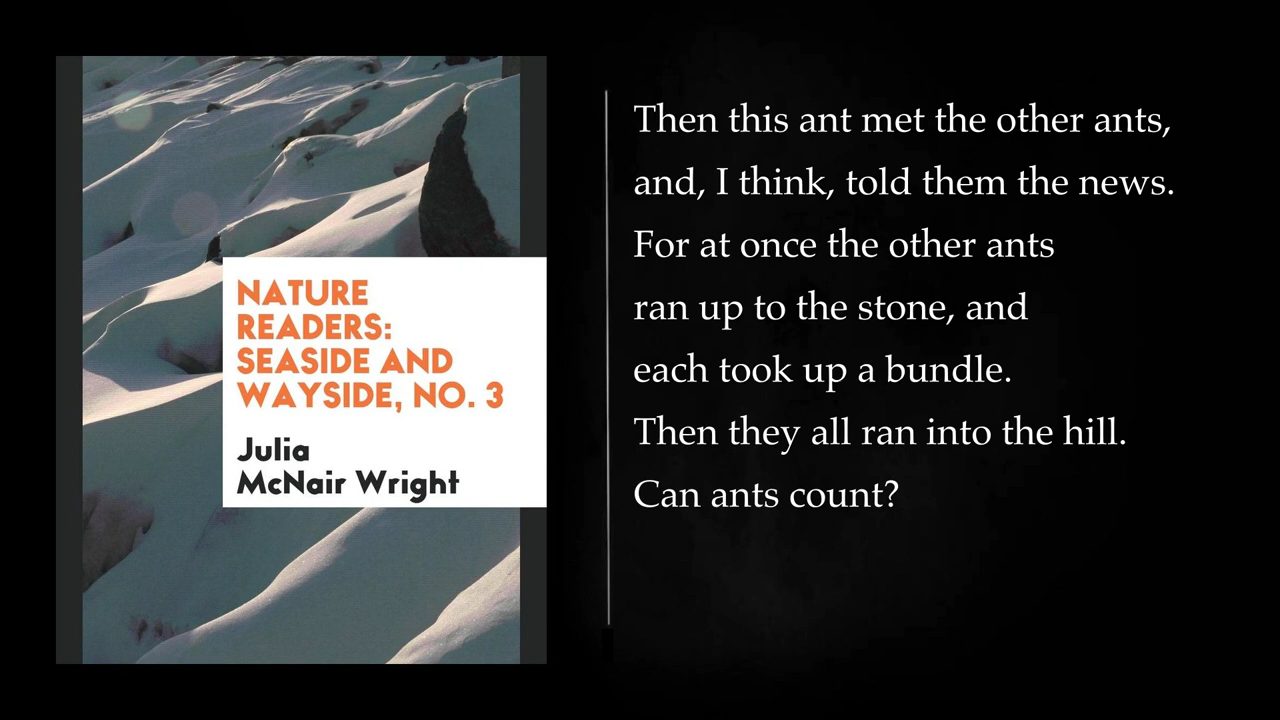 NATURE
READERS:
SEASIDE AND
WAYSIDE, NO. 3
Julia
McNair Wright
Then this ant met the other ants,
and, I think, told them the news.
For at once the other ants
ran up to the stone, and
each took up a bundle.
Then they all ran into the hill.
Can ants count?